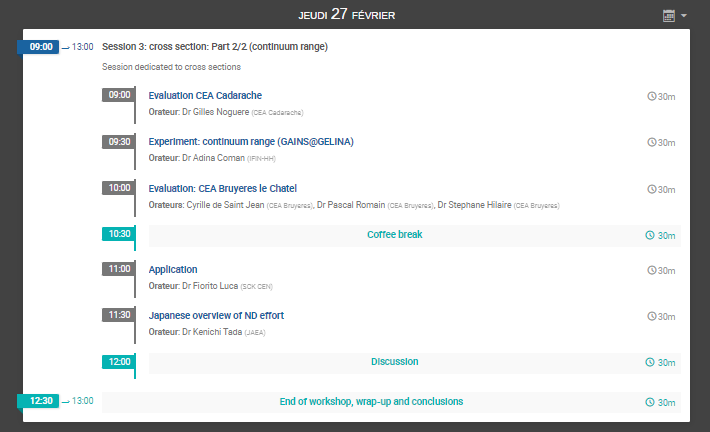 JEUDI 27 FÉVRIER
09:00 → 13:00 Session 3: cross section: Part 2/2 (continuum range)
Session dedicated to cross sections
09:00 Evaluation CEA Cadarache 30m
Orateur: Dr Gilles Noguere (CEA Cadarache)
09:30 Experiment: continuum range (GAINS@GELINA) 30m
Orateur: Dr Adina Coman (IFIN-HH)
10:00 Evaluation: CEA Bruyeres le Chatel 30m
Orateurs: Cyrille de Saint Jean (CEA Bruyeres), Dr Pascal Romain (CEA Bruyeres), Dr Stephane Hilaire (CEA Bruyeres)
10:30 Coffee break 30m
11:00 Application 30m
Orateur: Dr Fiorito Luca (SCK CEN)
11:30 Japanese overview of ND effort 30m
Orateur: Dr Kenichi Tada (JAEA)
12:00 Discussion 30m
12:30 → 13:00 End of workshop, wrap-up and conclusions 30m